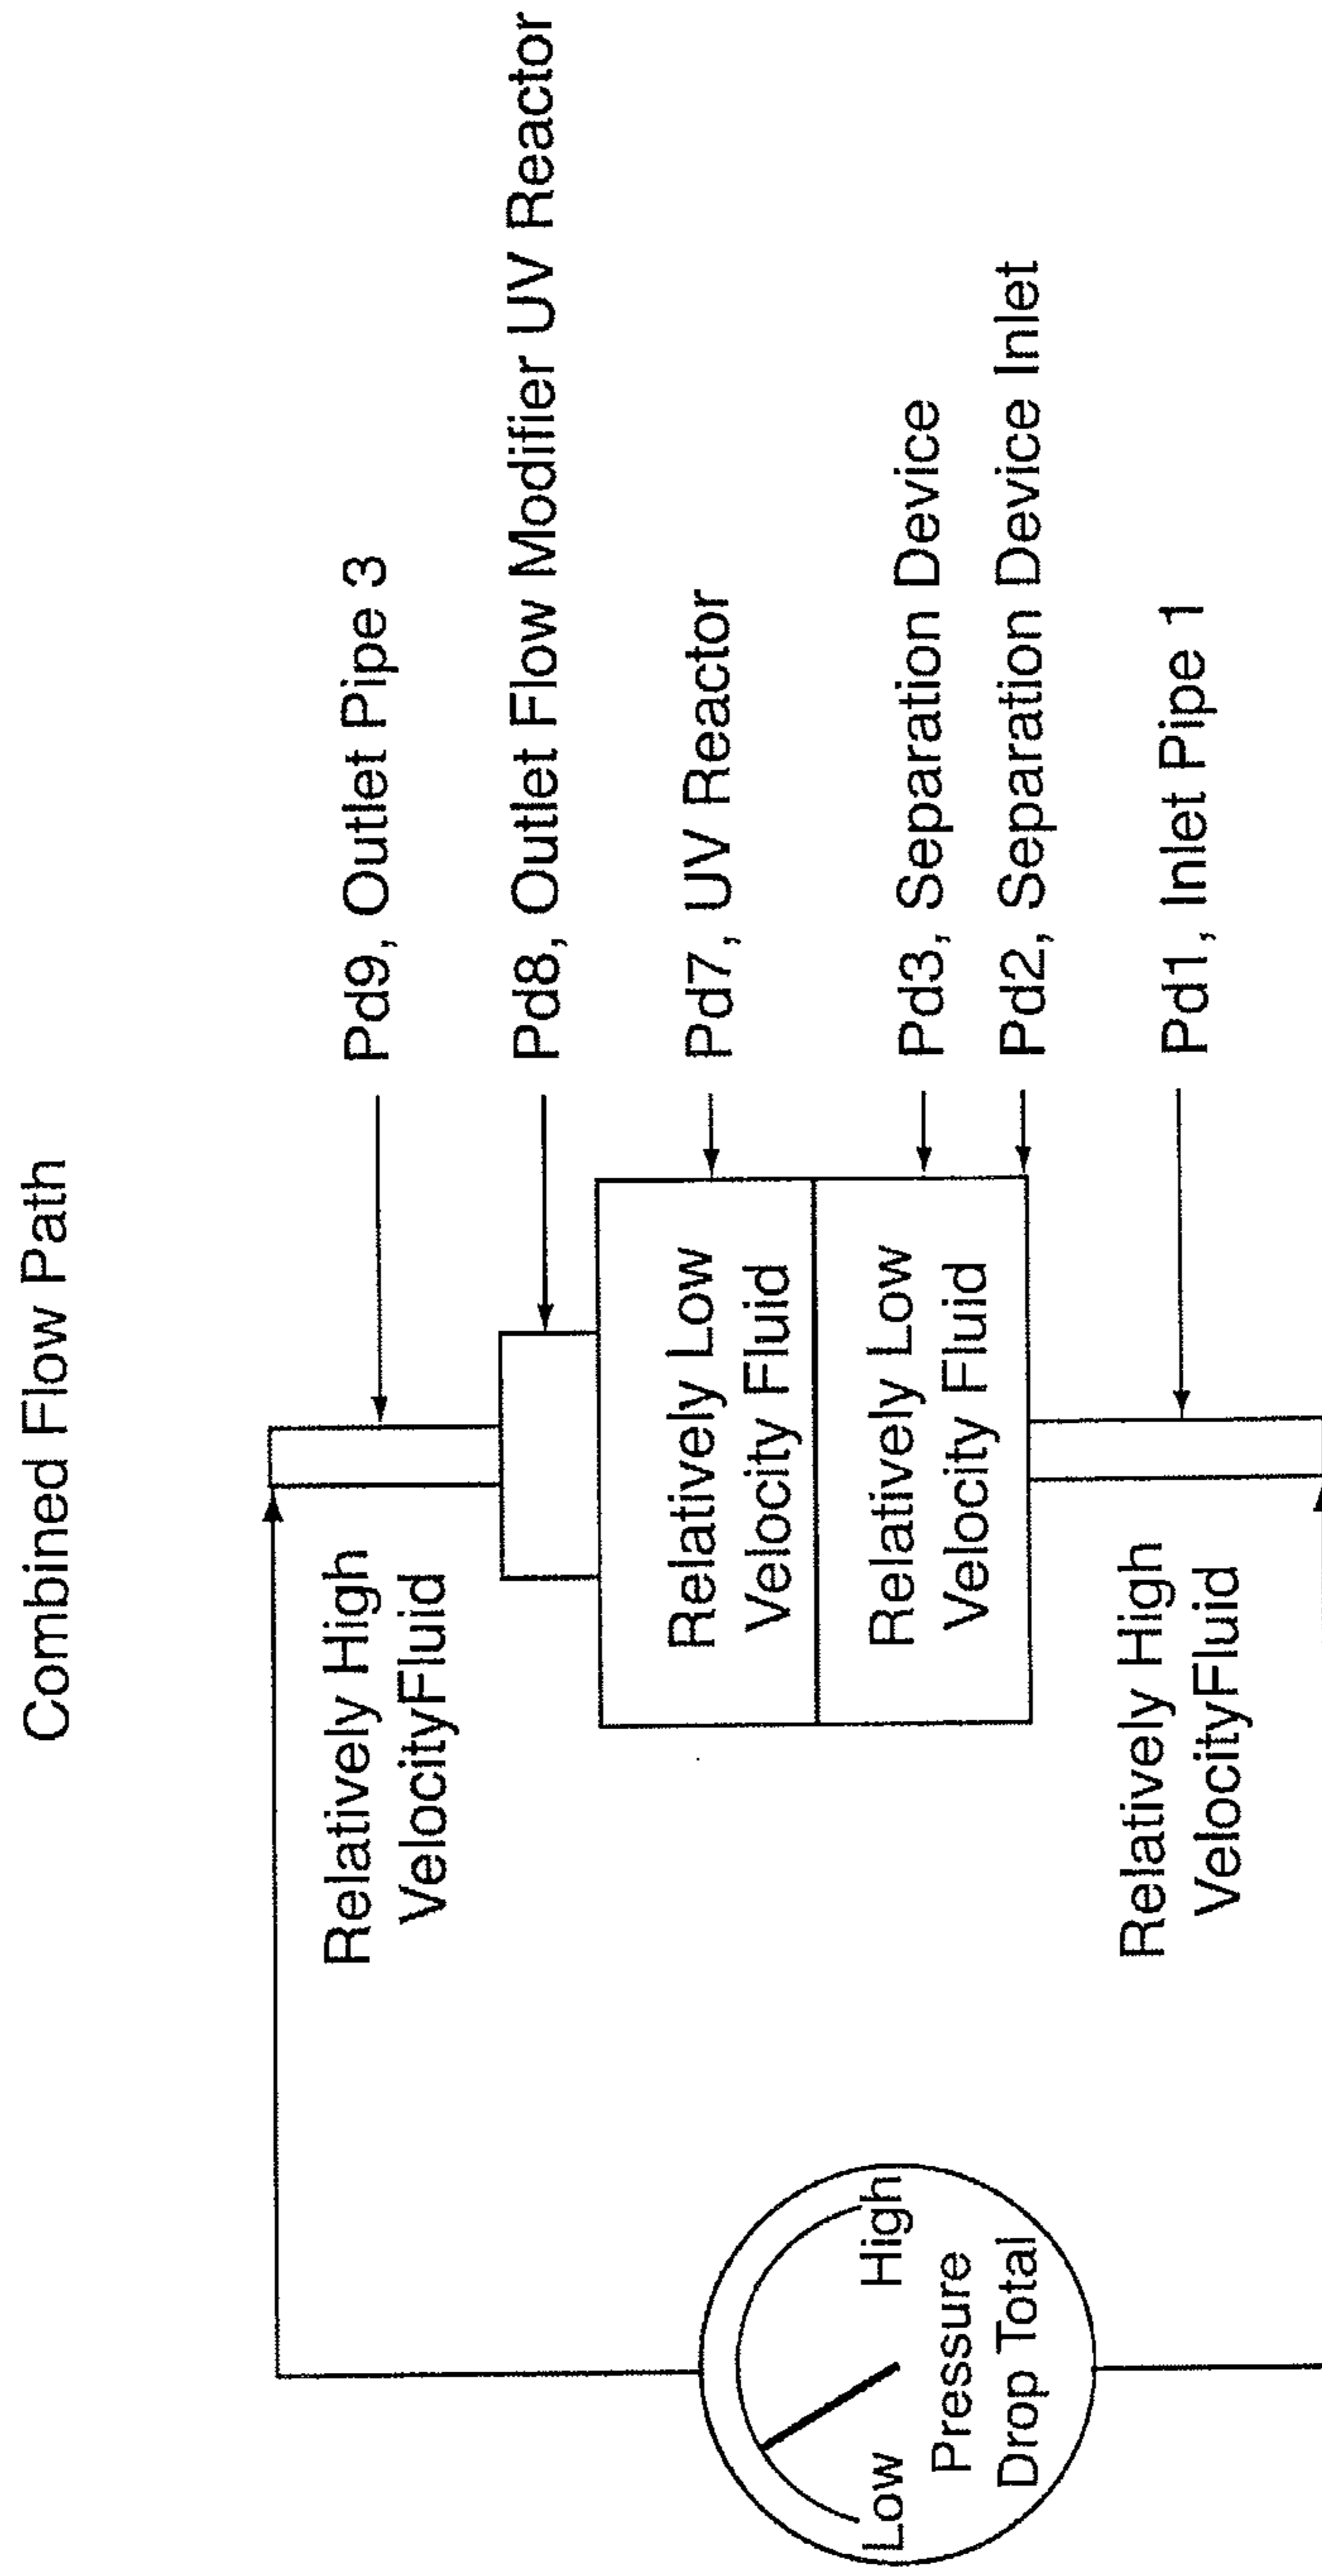 Combined Flow Path
Pd9, Outlet Pipe 3
Pd8, Outlet Flow Modifier UV Reactor
Pd7, UV Reactor
Pd3, Separation Device
Pd2, Separation Device Inlet
Pd1, Inlet Pipe 1
Relatively High
VelocityFluid
Relatively Low
Velocity Fluid
Relatively Low
Velocity Fluid
Relatively High
VelocityFluid
Low
High
Pressure
Drop Total